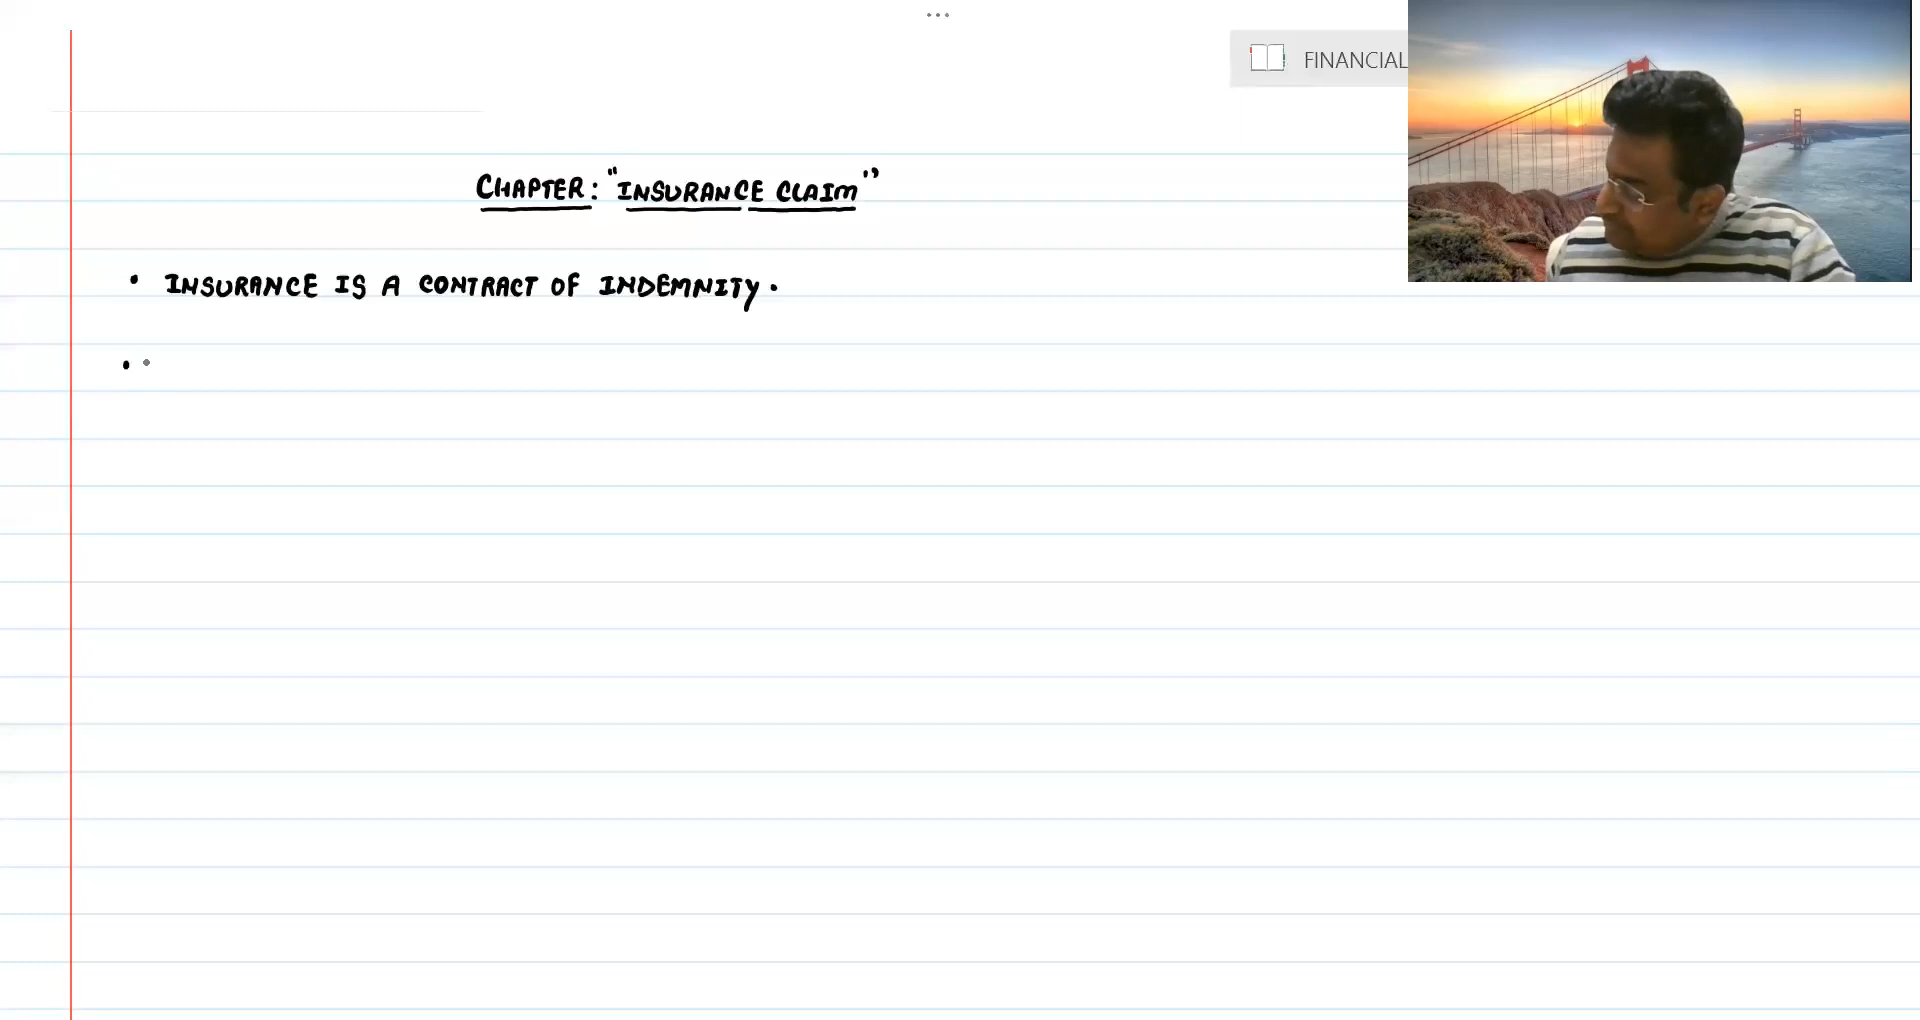 FINANCIAL
CHAPTER: "INSURANCE CLAIM"
• INSURANCE IS A CONTRACT OF INDEMNITY.
•